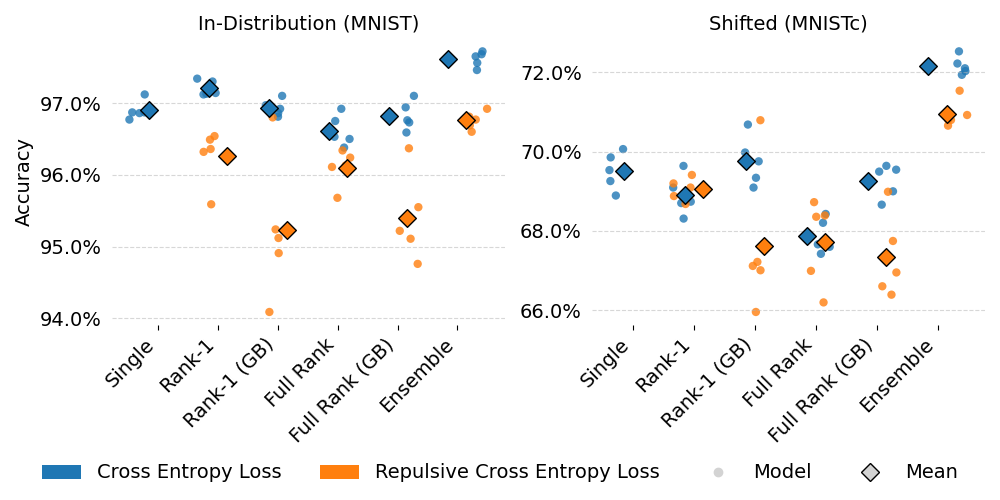 In-Distribution (MNIST)
Shifted (MNISTc)
Accuracy
97.0%
96.0%
95.0%
94.0%
72.0%
70.0%
68.0%
66.0%
Single
Rank-1
Rank-1 (GB)
Full Rank
Full Rank (GB)
Ensemble
Single
Rank-1
Rank-1 (GB)
Full Rank
Full Rank (GB)
Ensemble
Cross Entropy Loss
Repulsive Cross Entropy Loss
Model
Mean